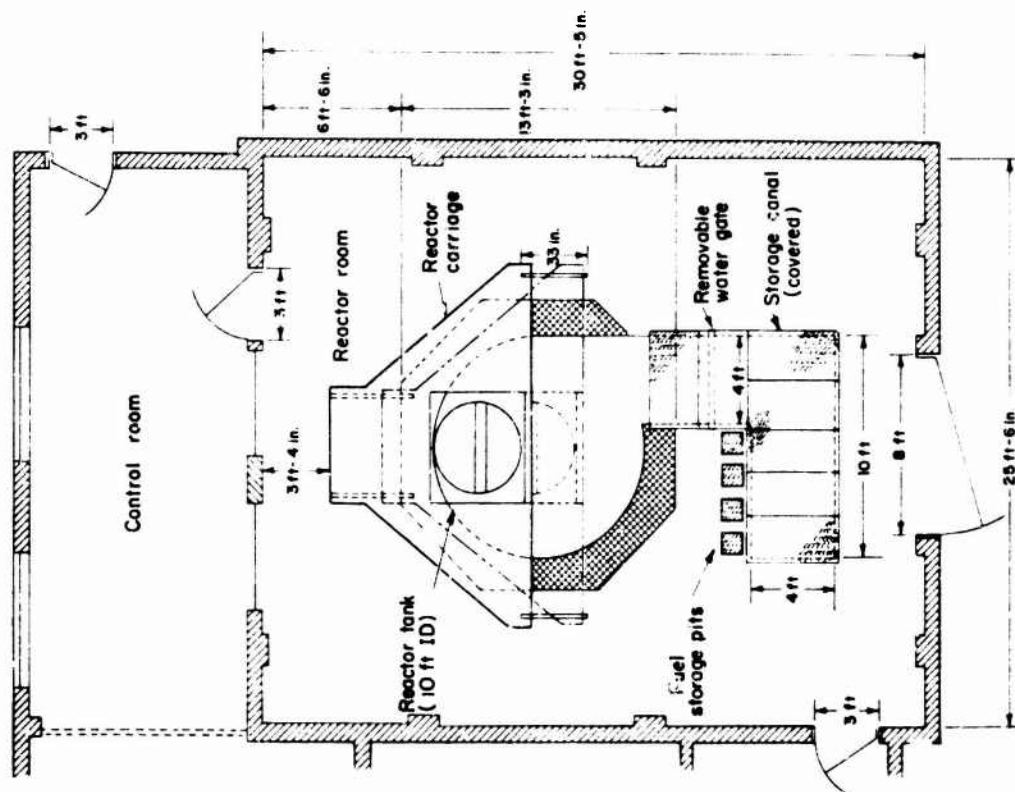 3 ft
6 ft-6 in.
30 ft-5 in.
13 ft-3 in.
Control room
3 ft
3 ft-4 in.
Reactor room
Reactor
carriage
33 in.
Reactor tank
(10 ft ID)
Removable
water gate
Storage canal
(covered)
4 ft
Fuel
storage pits
10 ft
8 ft
4 ft
3 ft
25 ft-6 in.